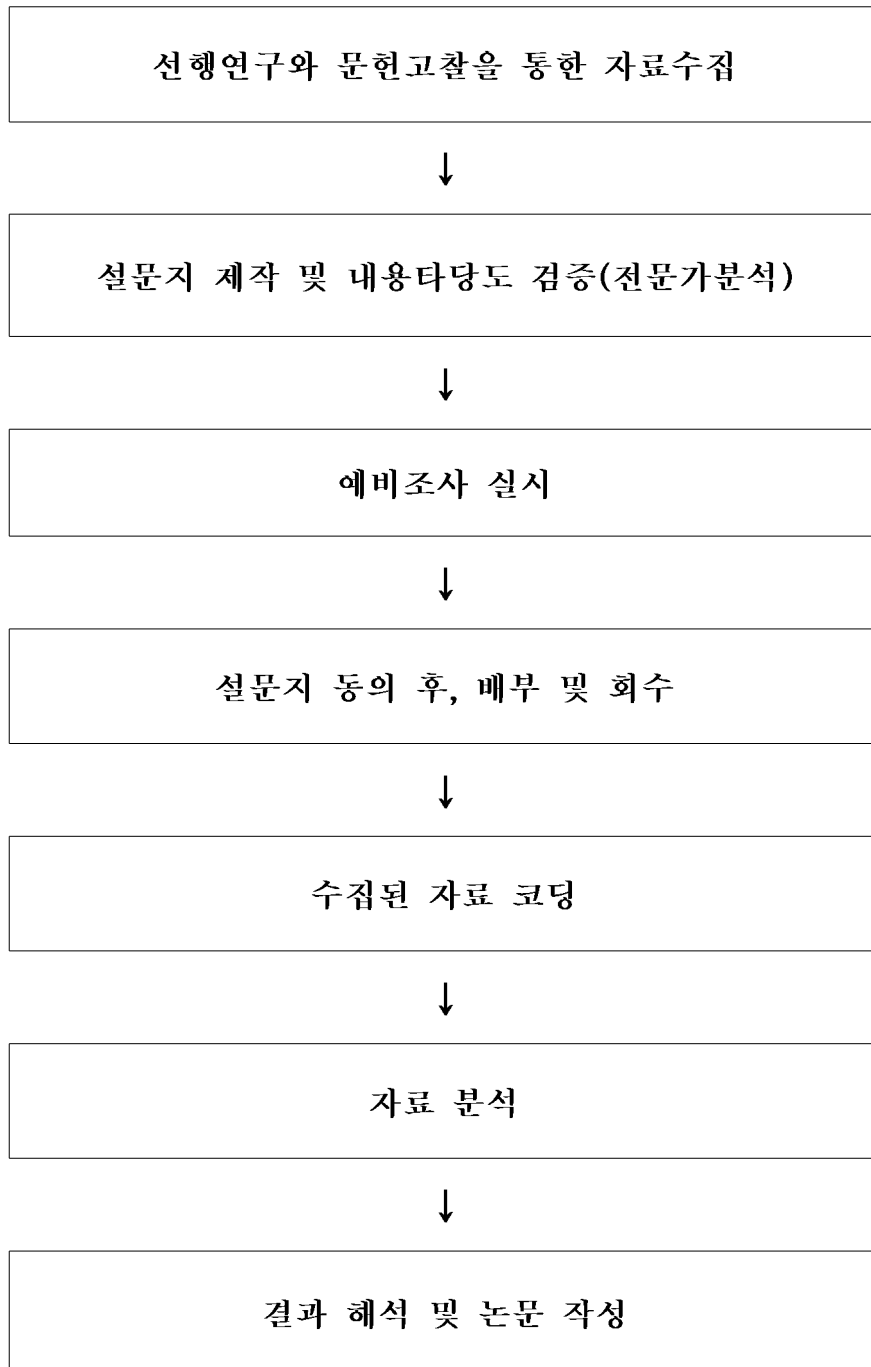 선행연구와 문헌고찰을 통한 자료수집
↓
설문지 제작 및 내용타당도 검증(전문가분석)
↓
예비조사 실시
↓
설문지 동의 후, 배부 및 회수
↓
수집된 자료 코딩
↓
자료 분석
↓
결과 해석 및 논문 작성